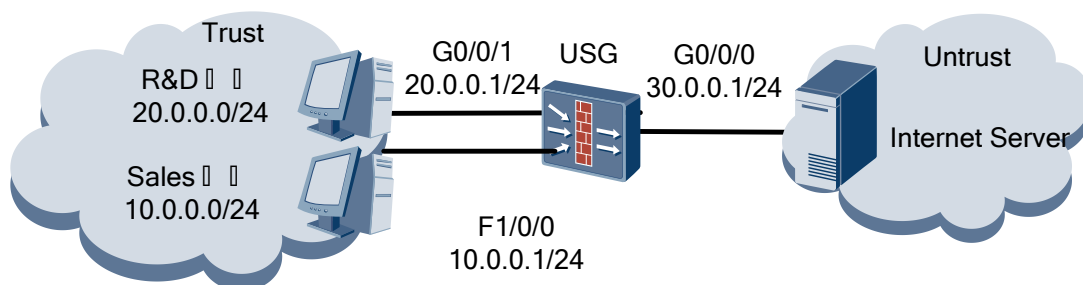 Trust
R&D
20.0.0.0/24
Sales
10.0.0.0/24
G0/0/1
20.0.0.1/24
USG
G0/0/0
30.0.0.1/24
F1/0/0
10.0.0.1/24
Untrust
Internet Server